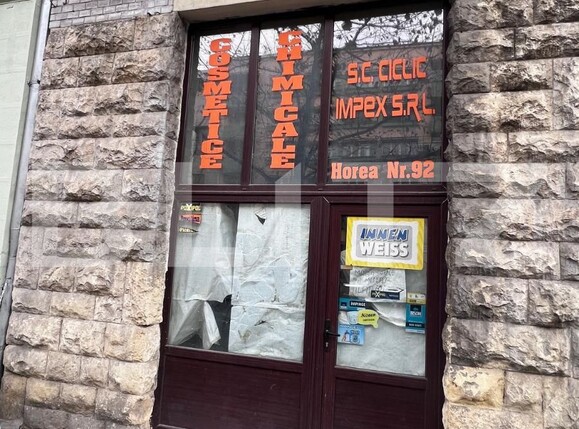 COSMETICE
CHIMICALE
S.C CICLIC
IMPEX S.R.L.
Horea Nr.92
INNEN
WEISS